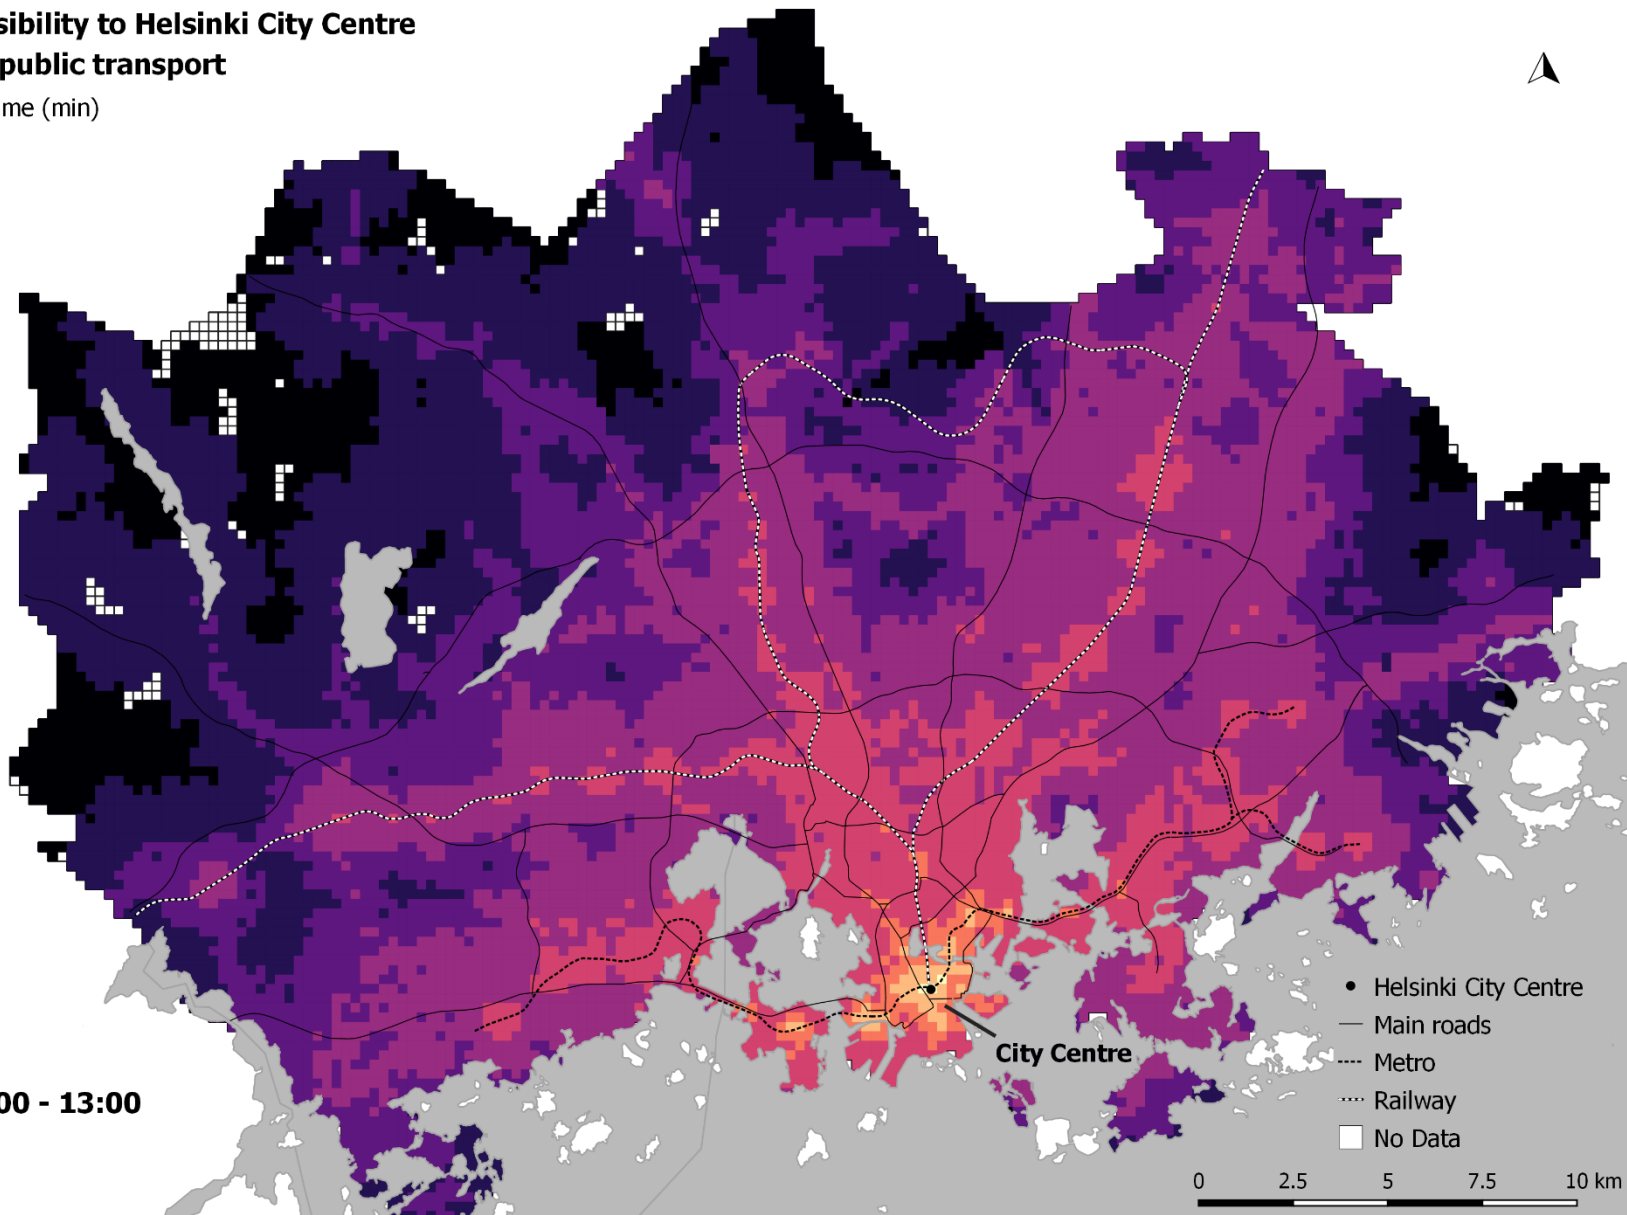 sibility to Helsinki City Centre
public transport
me (min)
Helsinki City Centre
Main roads
City Centre
Metro
00 - 13:00
Railway
No Data
0 2.5 5 7.5 10 km